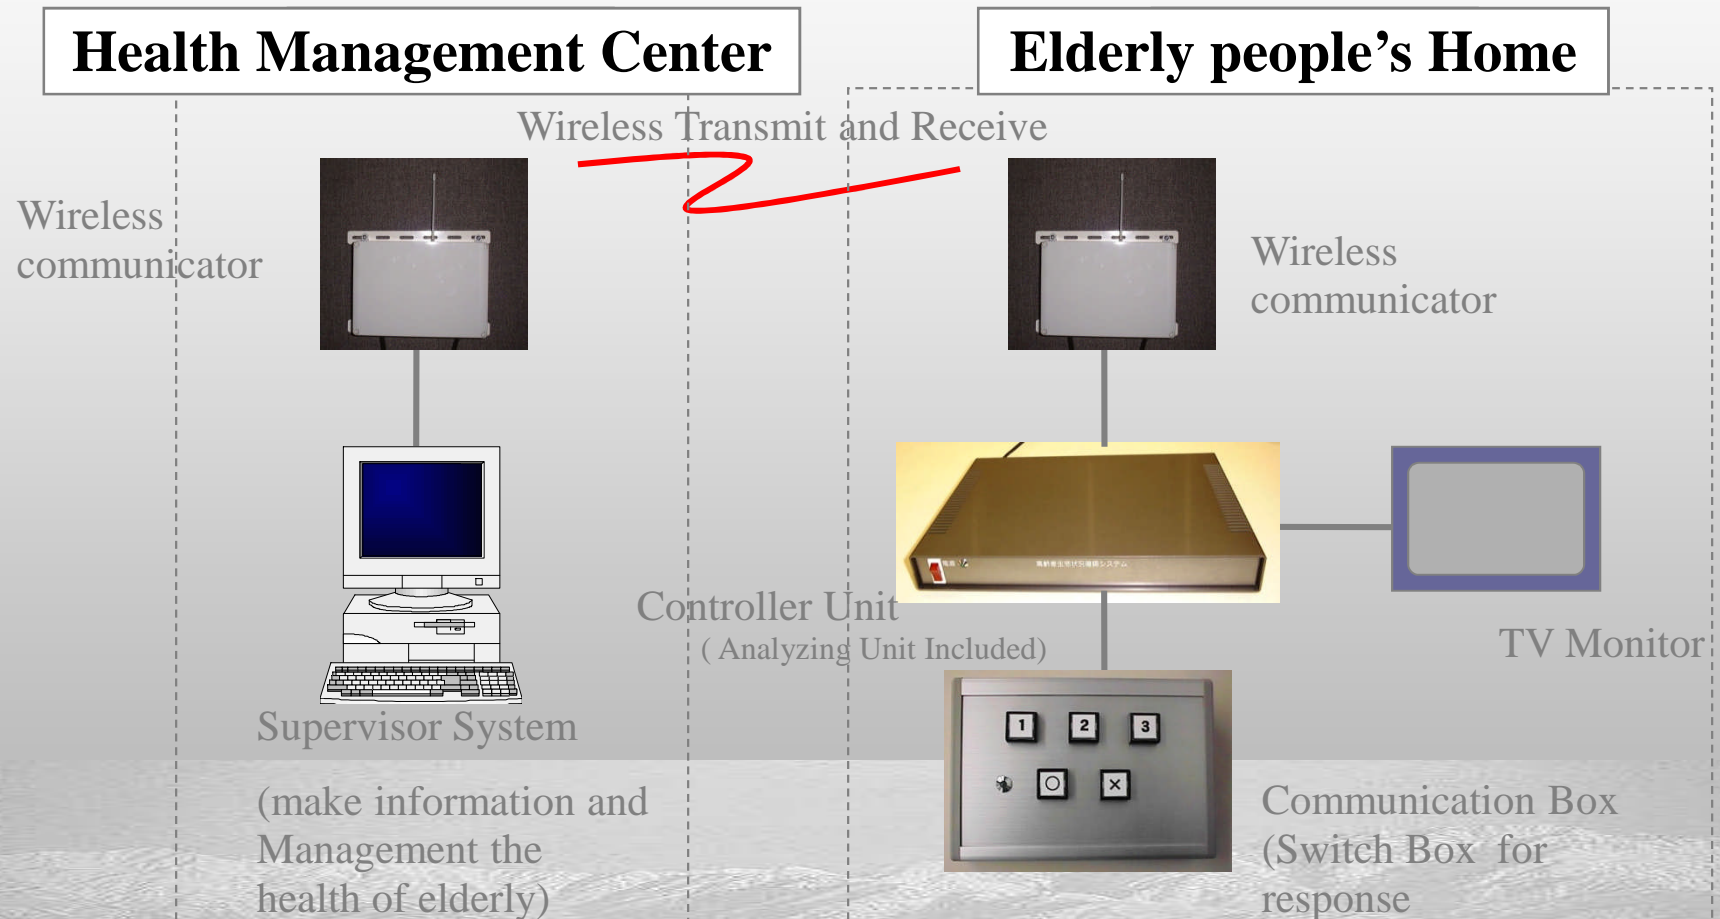 Health Management Center
Elderly people’s Home
Wireless Transmit and Receive
Wireless
communicator
Wireless
communicator
Controller Unit
( Analyzing Unit Included)
TV Monitor
1 2 3
○ ×
Supervisor System
(make information and
Management the
health of elderly)
Communication Box
(Switch Box for
response